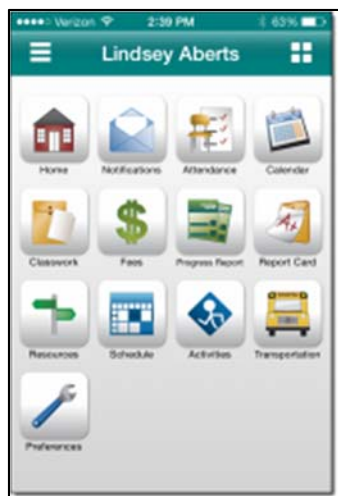 Verizon 2:39 PM 63%
Lindsey Aberts
Home Notifications Attendance Calendar
Classwork Fees Progress Report Report Card
A+
Resources Schedule Activities Transportation
Preferences